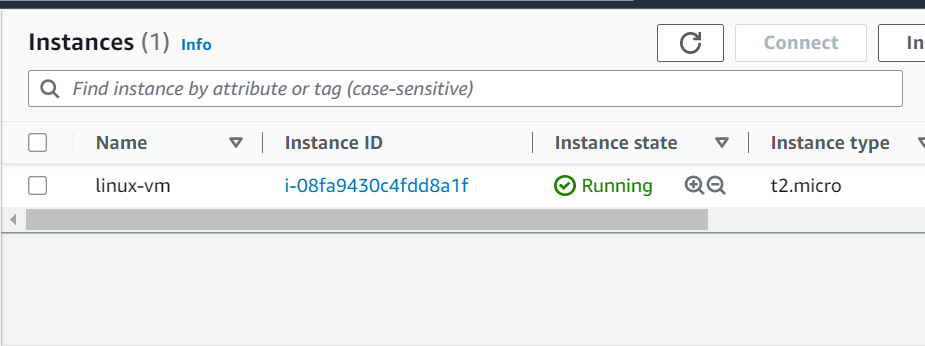 Instances (1) Info
Connect
In
Find instance by attribute or tag (case-sensitive)
Name Instance ID Instance state Instance type
linux-vm i-08fa9430c4fdd8a1f Running t2.micro